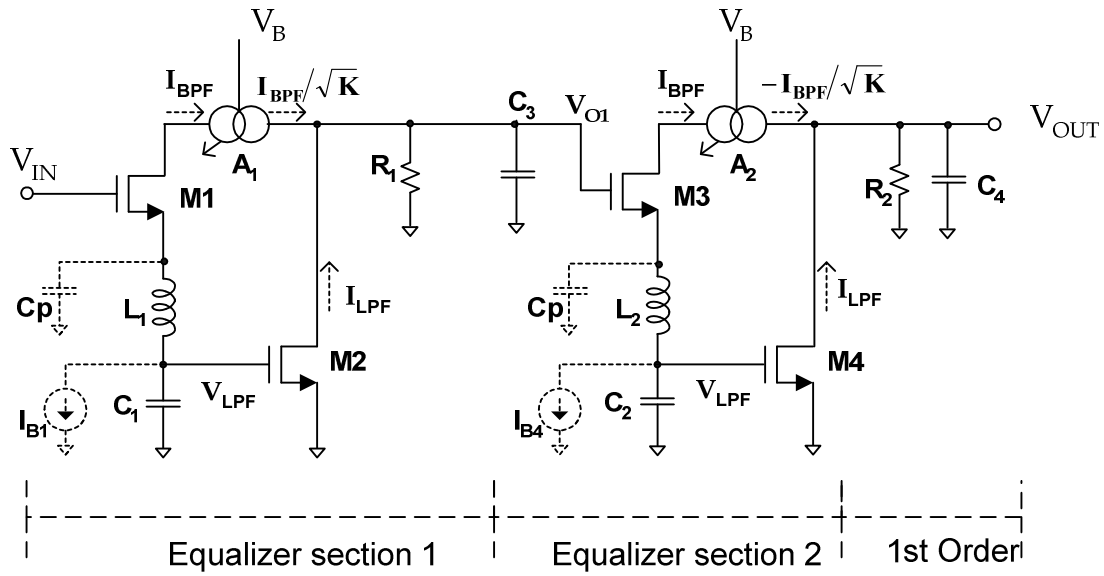 V_B V_B
I_BPF I_BPF/√K I_BPF −I_BPF/√K
C_3 V_O1 V_OUT
V_IN A_1 R_1 A_2 R_2 C_4
M1 M3
Cp L_1 I_LPF Cp L_2 I_LPF
M2 M4
I_B1 C_1 V_LPF I_B4 C_2 V_LPF
Equalizer section 1 Equalizer section 2 1st Order